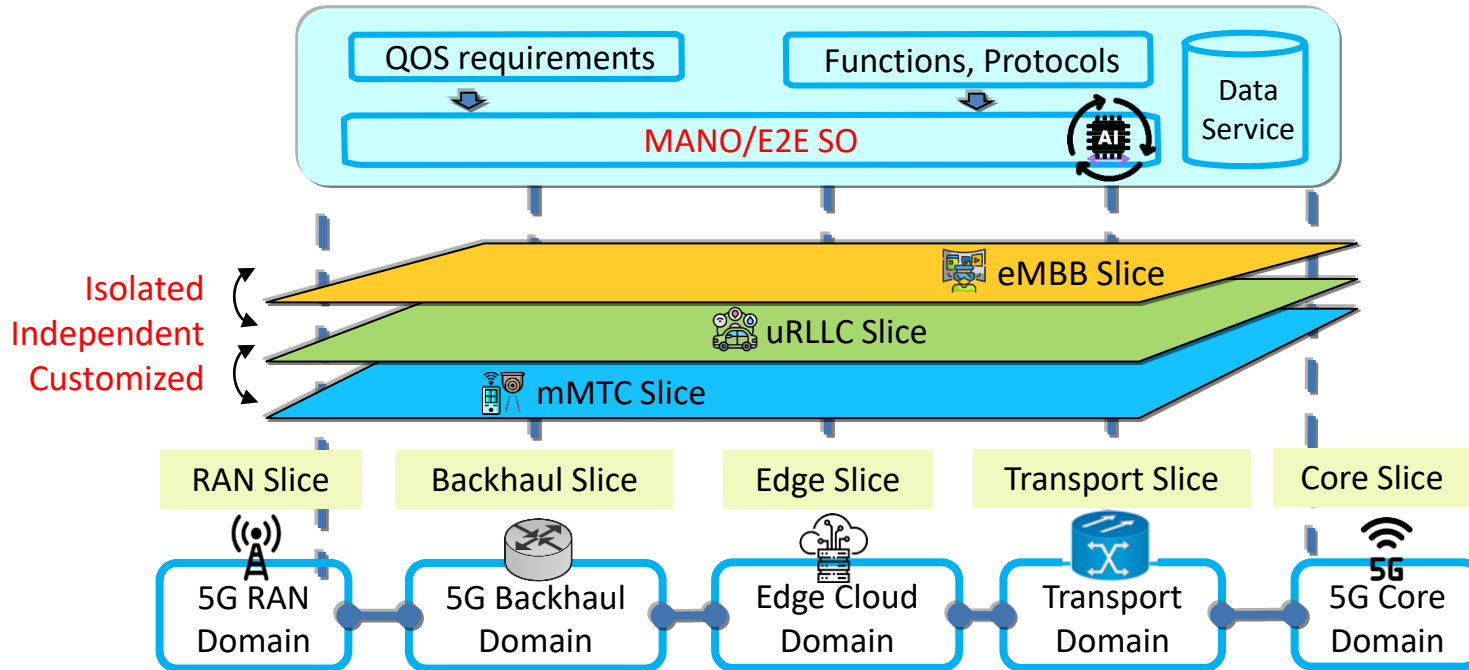 QOS requirements
Functions, Protocols
Data
Service
MANO/E2E SO
AI
eMBB Slice
Isolated
Independent
Customized
uRLLC Slice
mMTC Slice
RAN Slice
Backhaul Slice
Edge Slice
Transport Slice
Core Slice
5G
5G RAN
Domain
5G Backhaul
Domain
Edge Cloud
Domain
Transport
Domain
5G Core
Domain